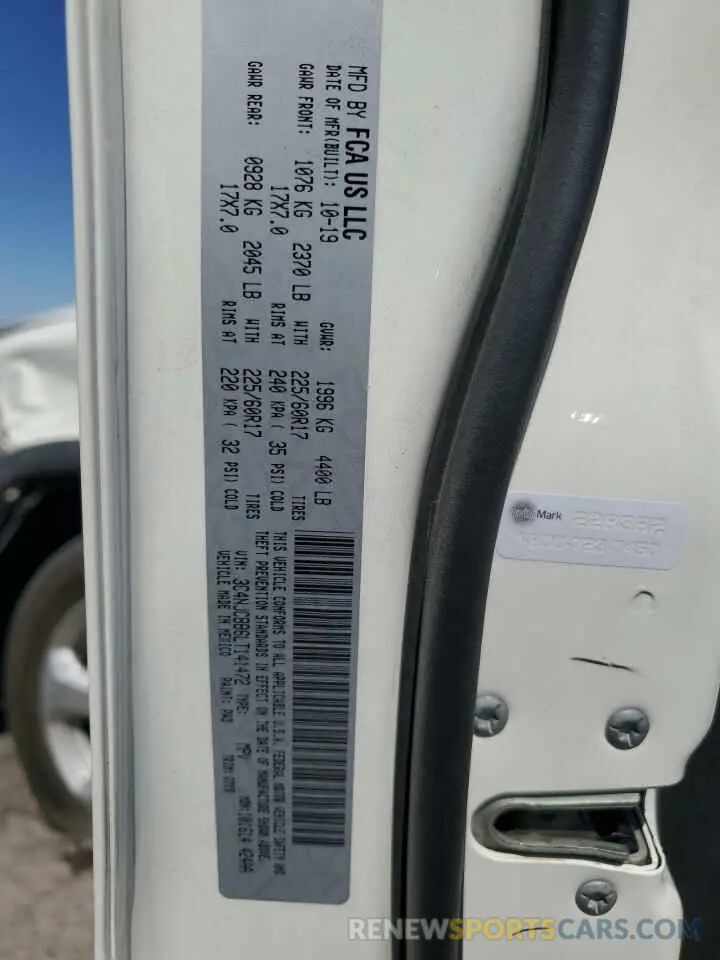 MFD BY FCA US LLC
DATE OF MFR(BUILT): 10-19 GVWR: 1996 KG 4400 LB
GAWR FRONT: 1076 KG 2370 LB WITH 225/60R17 TIRES
17X7.0 RIMS AT 240 KPA ( 35 PSI) COLD
GAWR REAR: 0928 KG 2045 LB WITH 225/60R17 TIRES
17X7.0 RIMS AT 220 KPA ( 32 PSI) COLD
THIS VEHICLE CONFORMS TO ALL APPLICABLE U.S.A. FEDERAL MOTOR VEHICLE SAFETY AND
THEFT PREVENTION STANDARDS IN EFFECT ON THE DATE OF MANUFACTURE SHOWN ABOVE.
VIN: 3C4NJCBB6LT141472 TYPE: MPV
VEHICLE MADE IN MEXICO PAINT: PW3
Mark
RENEWSPORTSCARS.COM